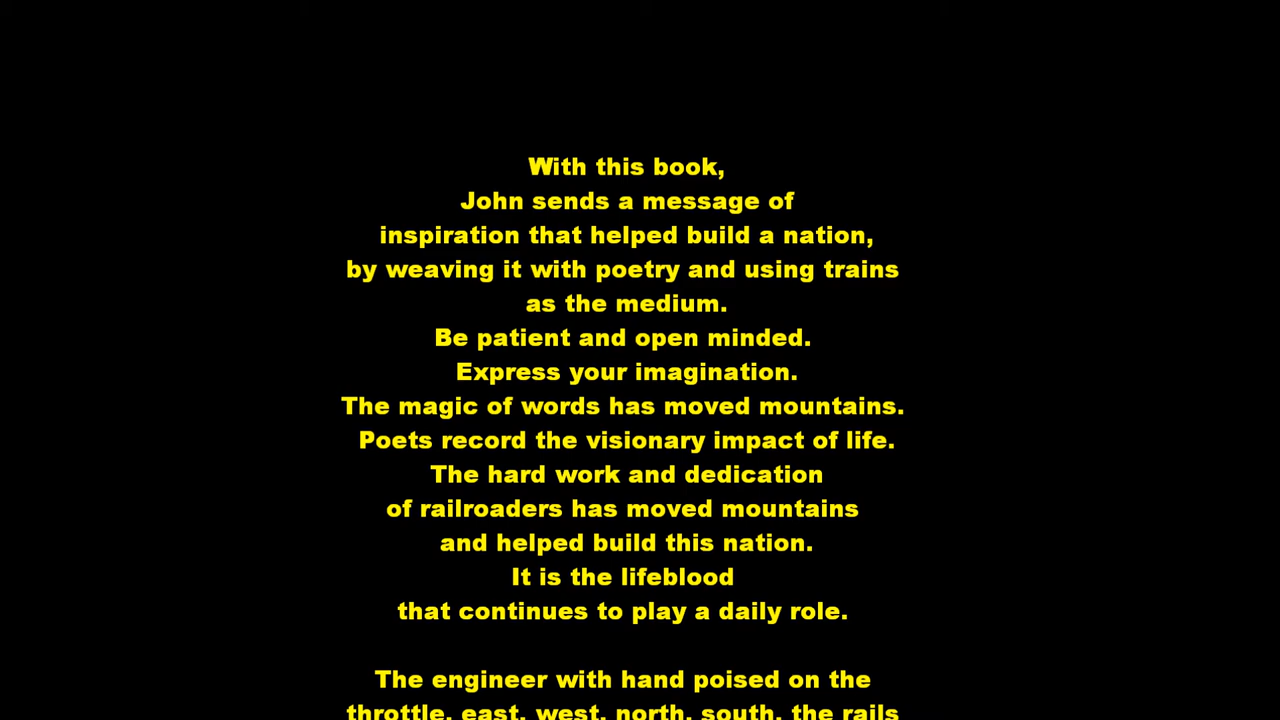 With this book,
John sends a message of
inspiration that helped build a nation,
by weaving it with poetry and using trains
as the medium.
Be patient and open minded.
Express your imagination.
The magic of words has moved mountains.
Poets record the visionary impact of life.
The hard work and dedication
of railroaders has moved mountains
and helped build this nation.
It is the lifeblood
that continues to play a daily role.
The engineer with hand poised on the
throttle, east, west, north, south, the rails